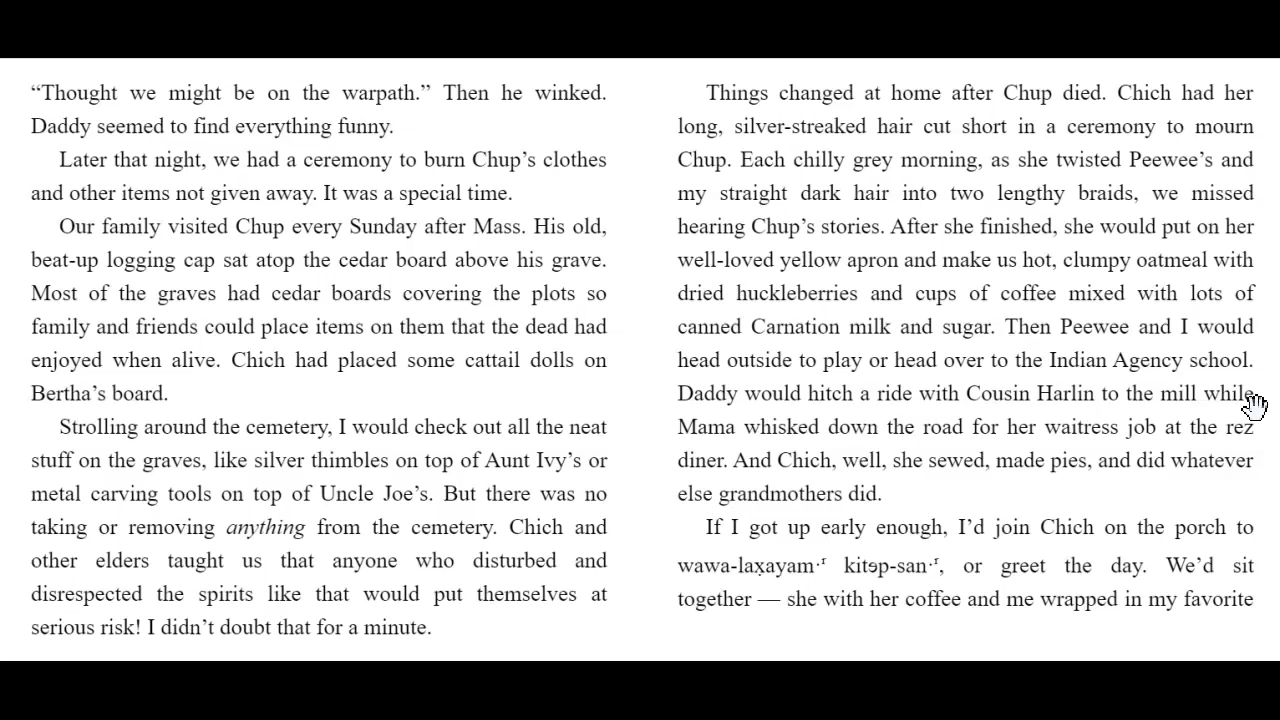 “Thought we might be on the warpath.” Then he winked.
Daddy seemed to find everything funny.
Later that night, we had a ceremony to burn Chup’s clothes
and other items not given away. It was a special time.
Our family visited Chup every Sunday after Mass. His old,
beat-up logging cap sat atop the cedar board above his grave.
Most of the graves had cedar boards covering the plots so
family and friends could place items on them that the dead had
enjoyed when alive. Chich had placed some cattail dolls on
Bertha’s board.
Strolling around the cemetery, I would check out all the neat
stuff on the graves, like silver thimbles on top of Aunt Ivy’s or
metal carving tools on top of Uncle Joe’s. But there was no
taking or removing anything from the cemetery. Chich and
other elders taught us that anyone who disturbed and
disrespected the spirits like that would put themselves at
serious risk! I didn’t doubt that for a minute.
Things changed at home after Chup died. Chich had her
long, silver-streaked hair cut short in a ceremony to mourn
Chup. Each chilly grey morning, as she twisted Peewee’s and
my straight dark hair into two lengthy braids, we missed
hearing Chup’s stories. After she finished, she would put on her
well-loved yellow apron and make us hot, clumpy oatmeal with
dried huckleberries and cups of coffee mixed with lots of
canned Carnation milk and sugar. Then Peewee and I would
head outside to play or head over to the Indian Agency school.
Daddy would hitch a ride with Cousin Harlin to the mill while
Mama whisked down the road for her waitress job at the rez
diner. And Chich, well, she sewed, made pies, and did whatever
else grandmothers did.
If I got up early enough, I’d join Chich on the porch to
wawa-lax̣ayam·ʳ kitɘp-san·ʳ, or greet the day. We’d sit
together — she with her coffee and me wrapped in my favorite